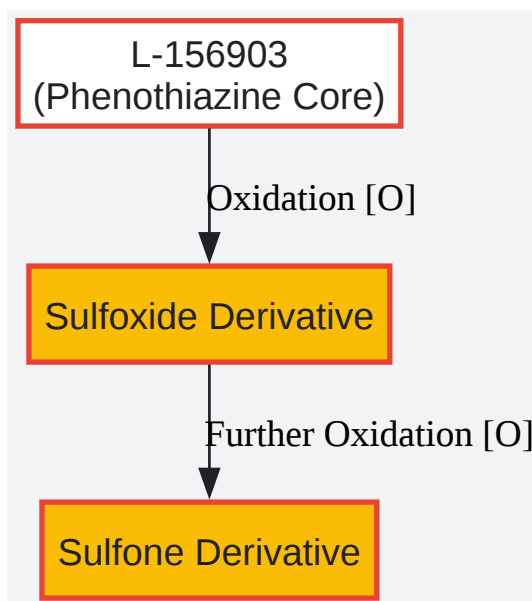 L-156903
(Phenothiazine Core)
Oxidation [O]
Sulfoxide Derivative
Further Oxidation [O]
Sulfone Derivative